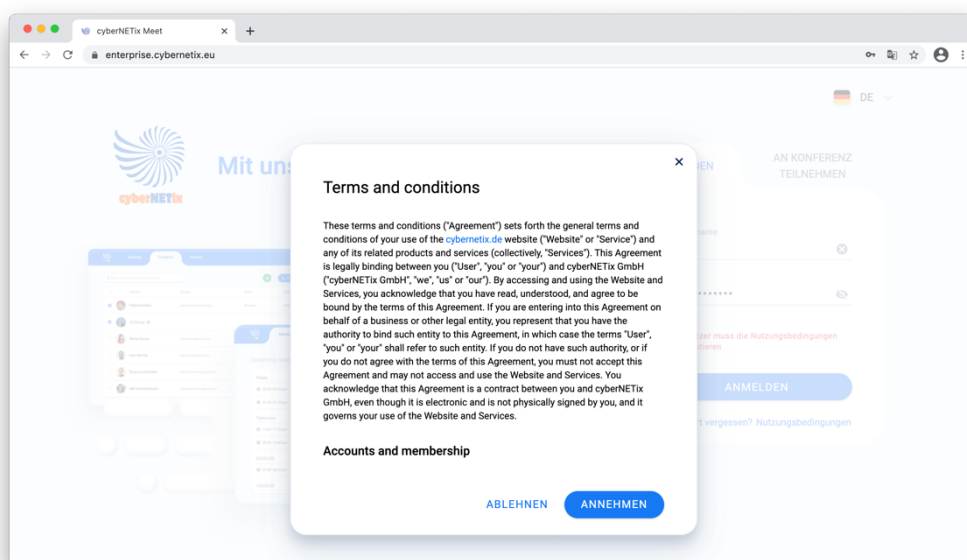 cyberNETix Meet
enterprise.cybernetix.eu
DE
cyberNETix
Mit uns
EN
AN KONFERENZ
TEILNEHMEN
Terms and conditions
These terms and conditions ("Agreement") sets forth the general terms and
conditions of your use of the cybernetix.de website ("Website" or "Service") and
any of its related products and services (collectively, "Services"). This Agreement
is legally binding between you ("User", "you" or "your") and cyberNETix GmbH
("cyberNETix GmbH", "we", "us" or "our"). By accessing and using the Website and
Services, you acknowledge that you have read, understood, and agree to be
bound by the terms of this Agreement. If you are entering into this Agreement on
behalf of a business or other legal entity, you represent that you have the
authority to bind such entity to this Agreement, in which case the terms "User",
"you" or "your" shall refer to such entity. If you do not have such authority, or if
you do not agree with the terms of this Agreement, you must not accept this
Agreement and may not access and use the Website and Services. You
acknowledge that this Agreement is a contract between you and cyberNETix
GmbH, even though it is electronic and is not physically signed by you, and it
governs your use of the Website and Services.
Accounts and membership
ABLEHNEN
ANNEHMEN
name
zer muss die Nutzungsbedingungen
tieren
ANMELDEN
t vergessen? Nutzungsbedingungen